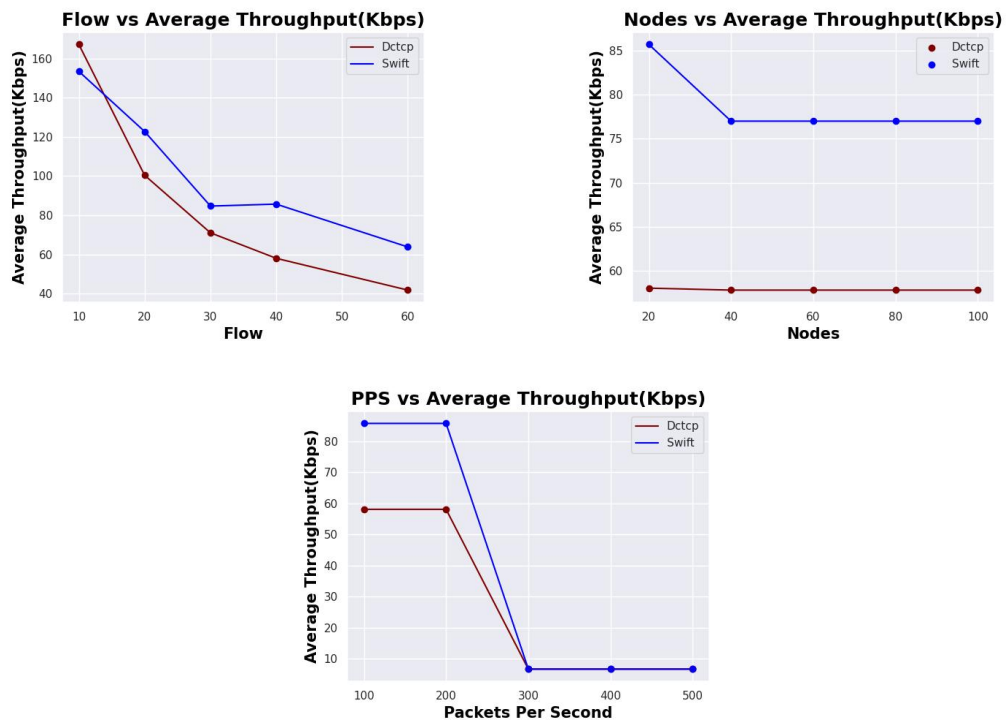 Flow vs Average Throughput(Kbps)
Average Throughput(Kbps)
160
140
120
100
80
60
40
Dctcp
Swift
10 20 30 40 50 60
Flow
Nodes vs Average Throughput(Kbps)
Average Throughput(Kbps)
85
80
75
70
65
60
Dctcp
Swift
20 40 60 80 100
Nodes
PPS vs Average Throughput(Kbps)
Average Throughput(Kbps)
80
70
60
50
40
30
20
10
Dctcp
Swift
100 200 300 400 500
Packets Per Second